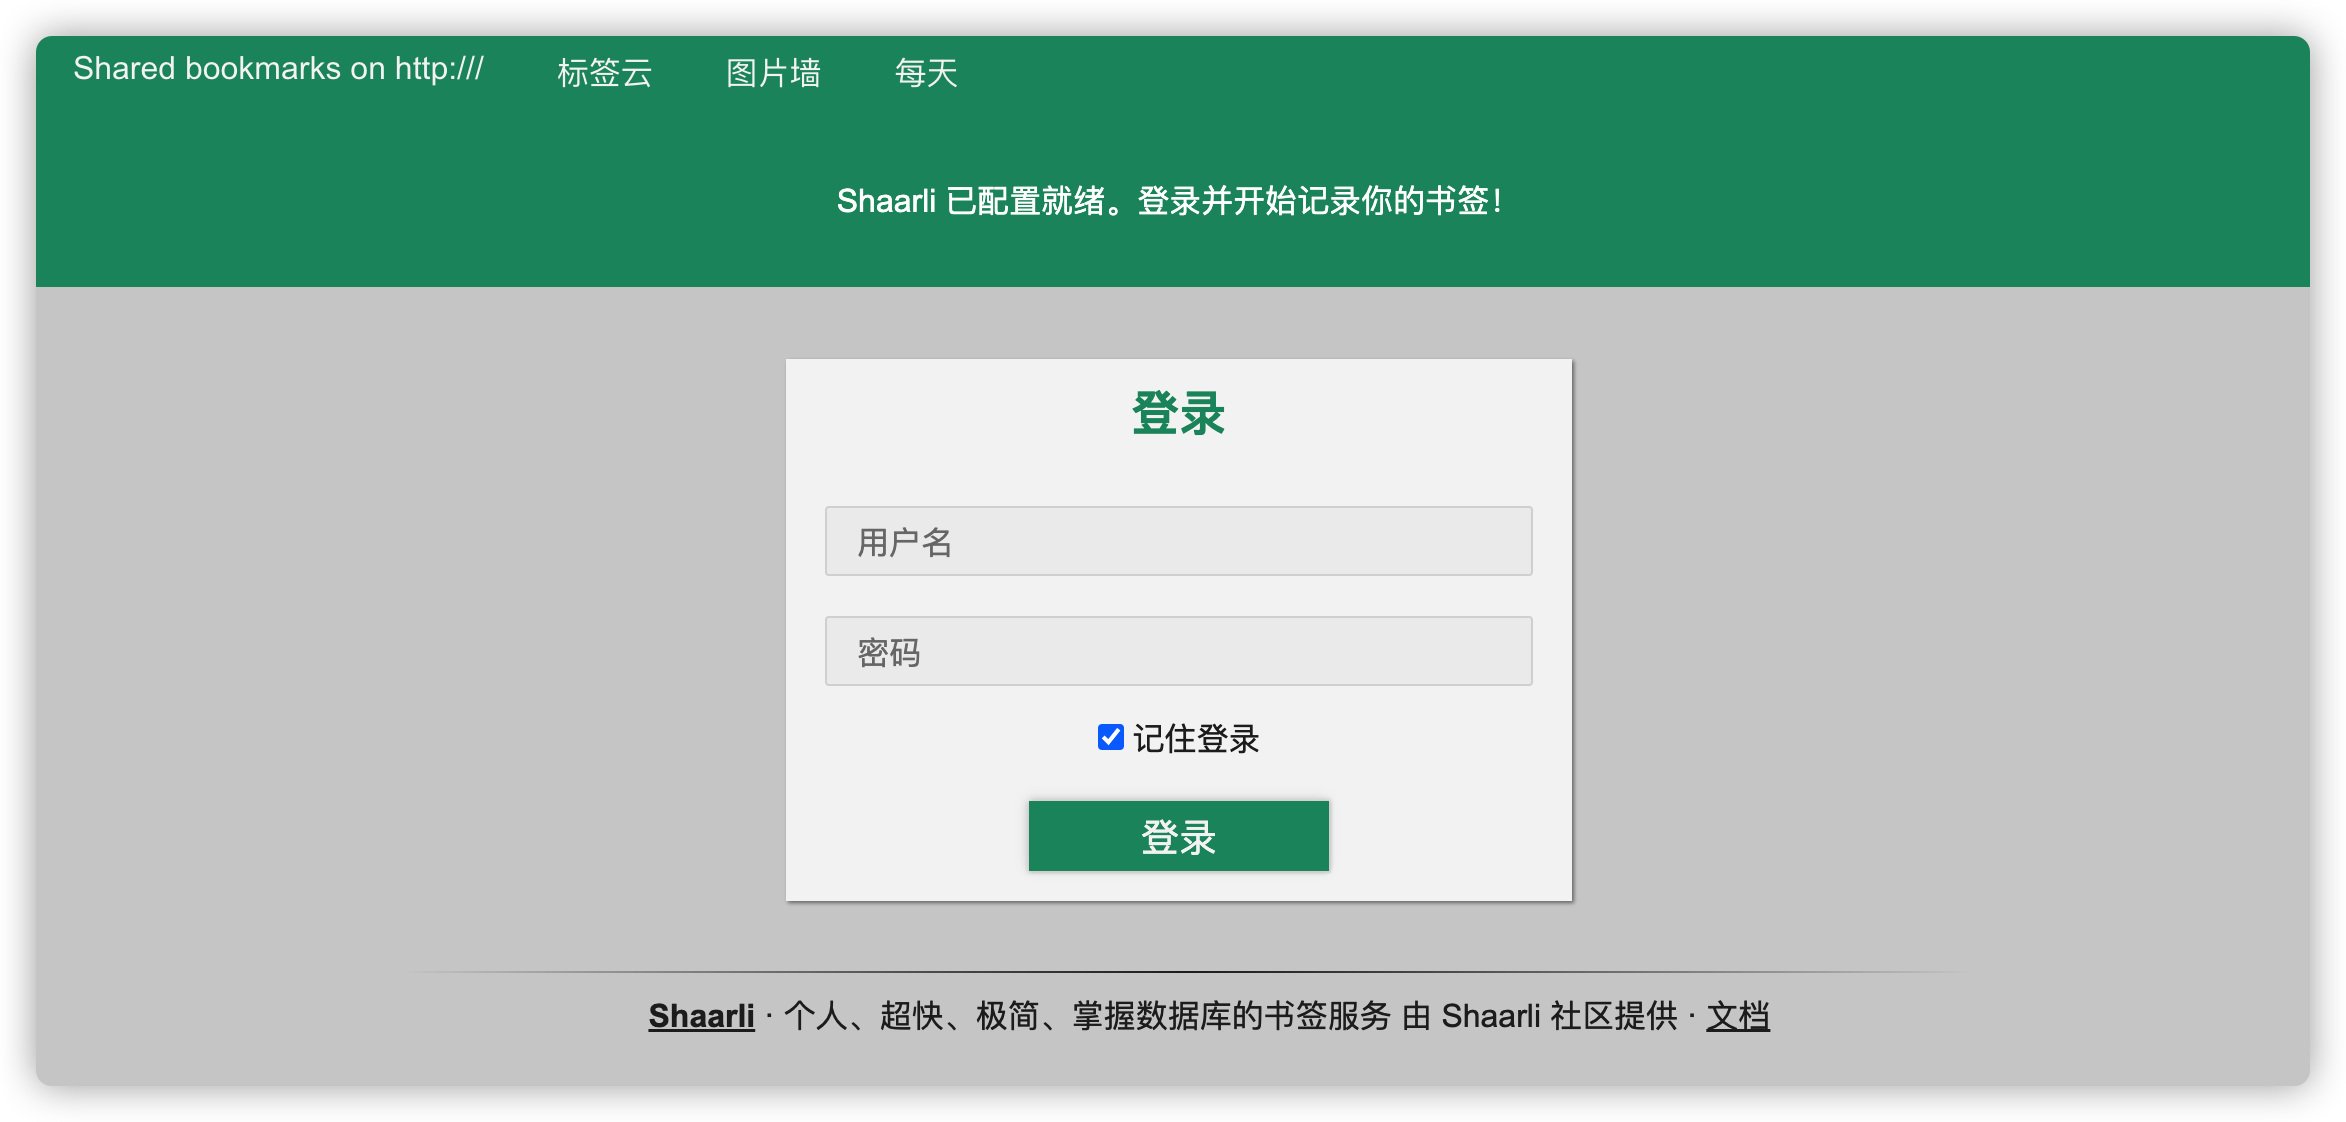 Shared bookmarks on http:/// 标签云 图片墙 每天
Shaarli 已配置就绪。登录并开始记录你的书签！
登录
用户名
密码
记住登录
登录
Shaarli · 个人、超快、极简、掌握数据库的书签服务 由 Shaarli 社区提供 · 文档